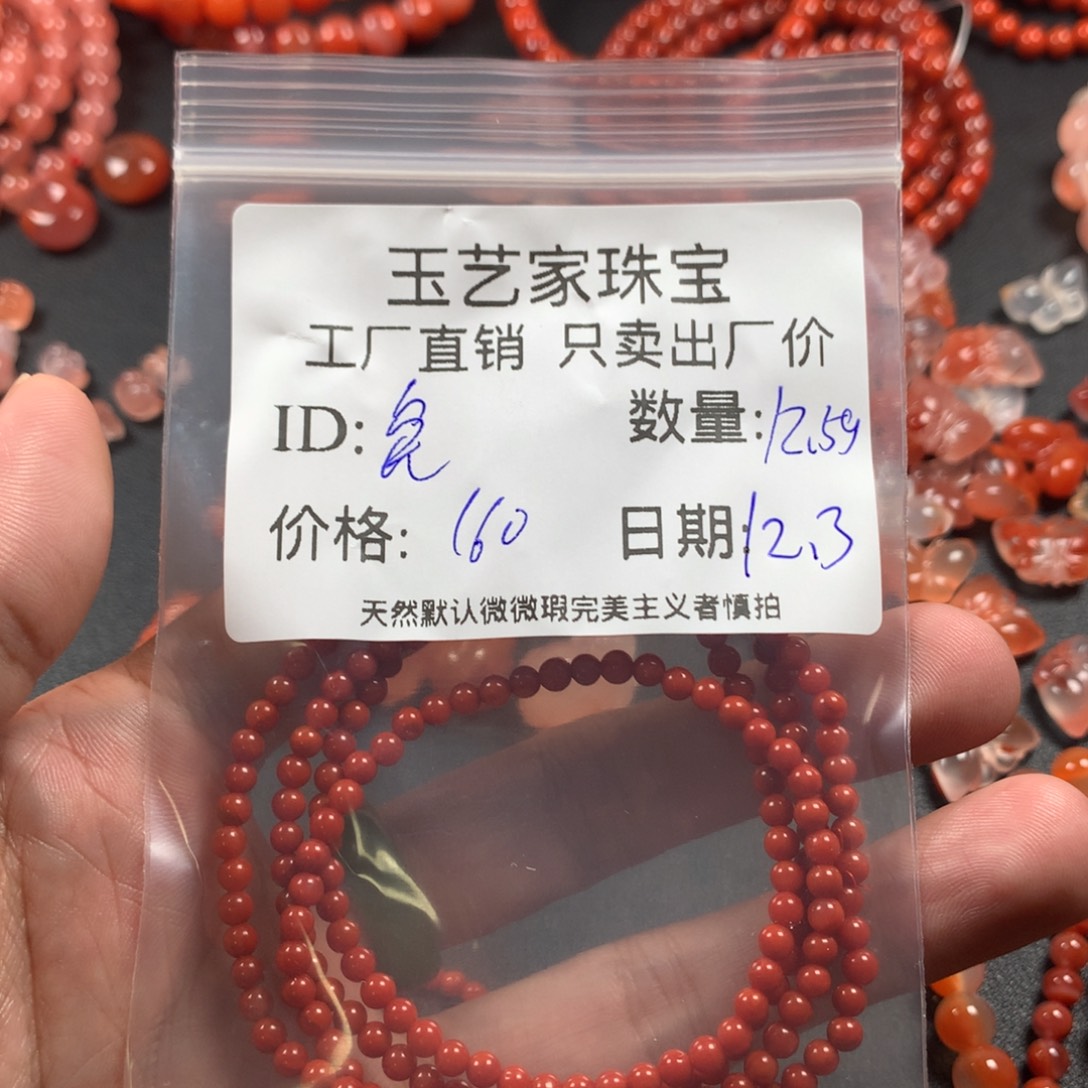 玉艺家珠宝
工厂直销 只卖出厂价
ID: 亮 数量: 12.5g
价格: 160 日期: 12.3
天然默认微微瑕完美主义者慎拍